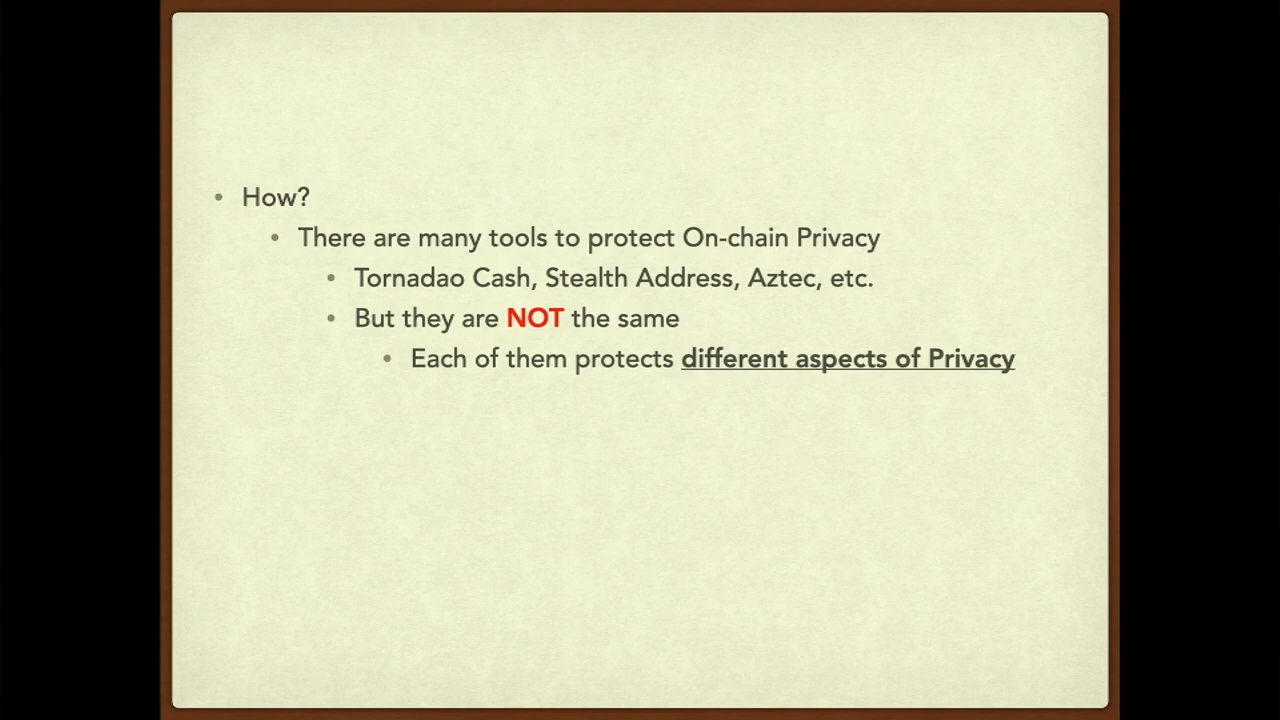 • How?
• There are many tools to protect On-chain Privacy
• Tornadao Cash, Stealth Address, Aztec, etc.
• But they are NOT the same
• Each of them protects different aspects of Privacy